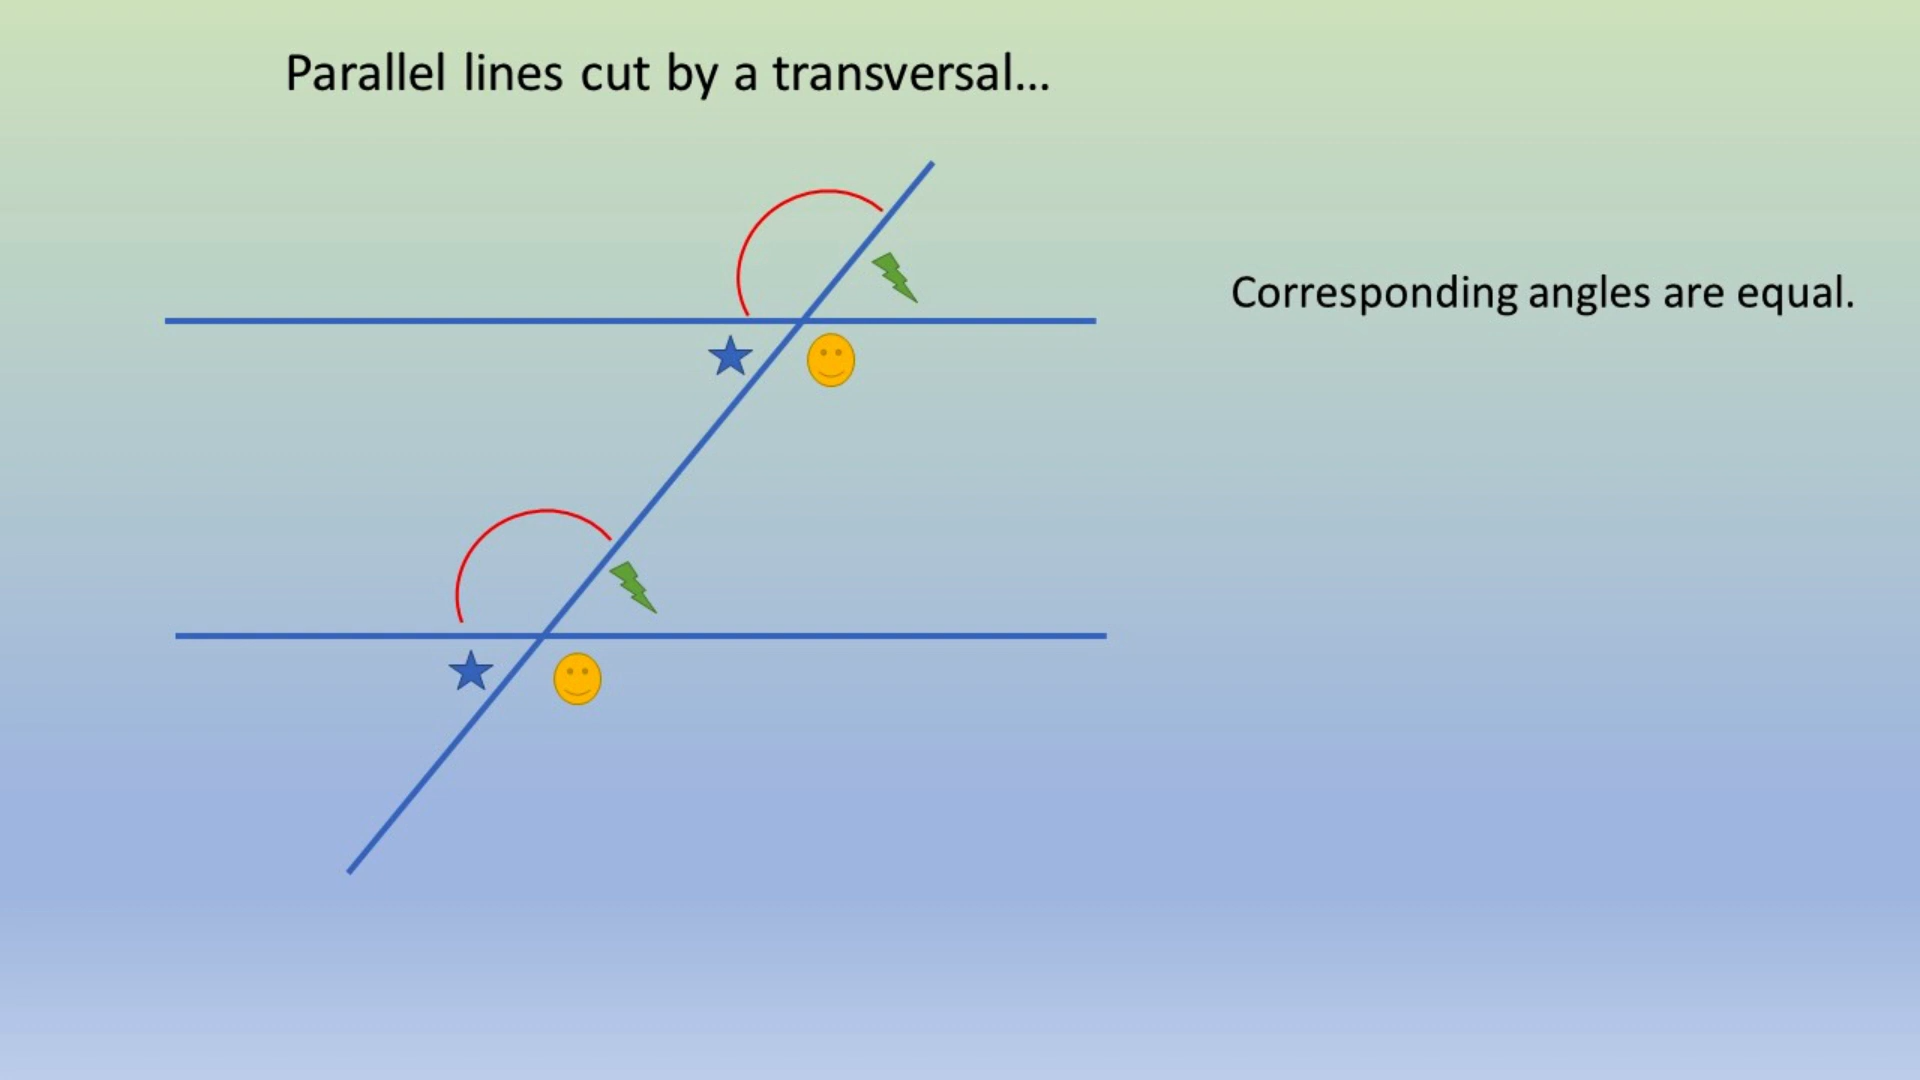 Parallel lines cut by a transversal...
Corresponding angles are equal.